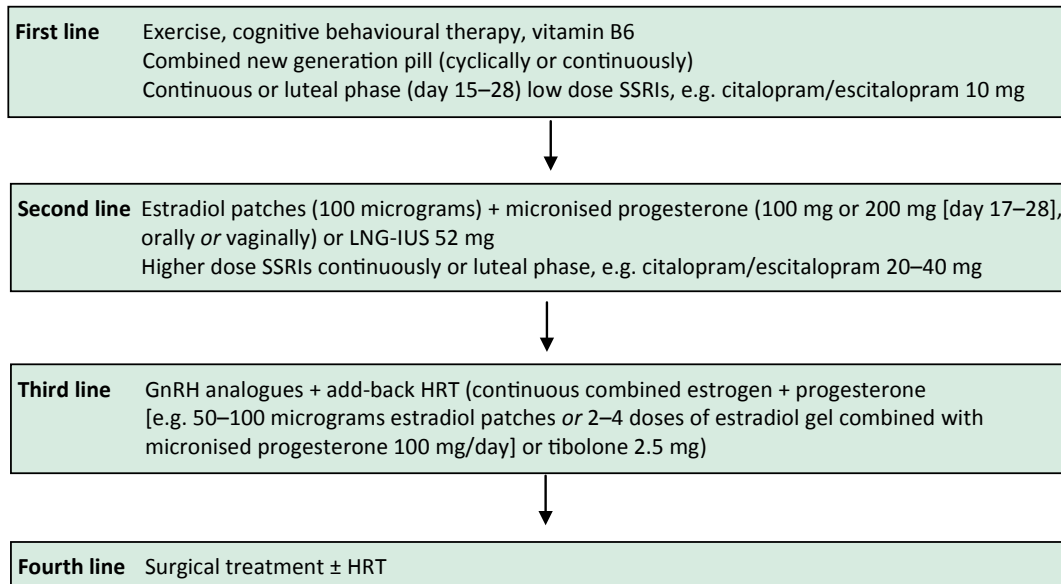 First line Exercise, cognitive behavioural therapy, vitamin B6
Combined new generation pill (cyclically or continuously)
Continuous or luteal phase (day 15–28) low dose SSRIs, e.g. citalopram/escitalopram 10 mg
Second line Estradiol patches (100 micrograms) + micronised progesterone (100 mg or 200 mg [day 17–28],
orally or vaginally) or LNG-IUS 52 mg
Higher dose SSRIs continuously or luteal phase, e.g. citalopram/escitalopram 20–40 mg
Third line GnRH analogues + add-back HRT (continuous combined estrogen + progesterone
[e.g. 50–100 micrograms estradiol patches or 2–4 doses of estradiol gel combined with
micronised progesterone 100 mg/day] or tibolone 2.5 mg)
Fourth line Surgical treatment ± HRT